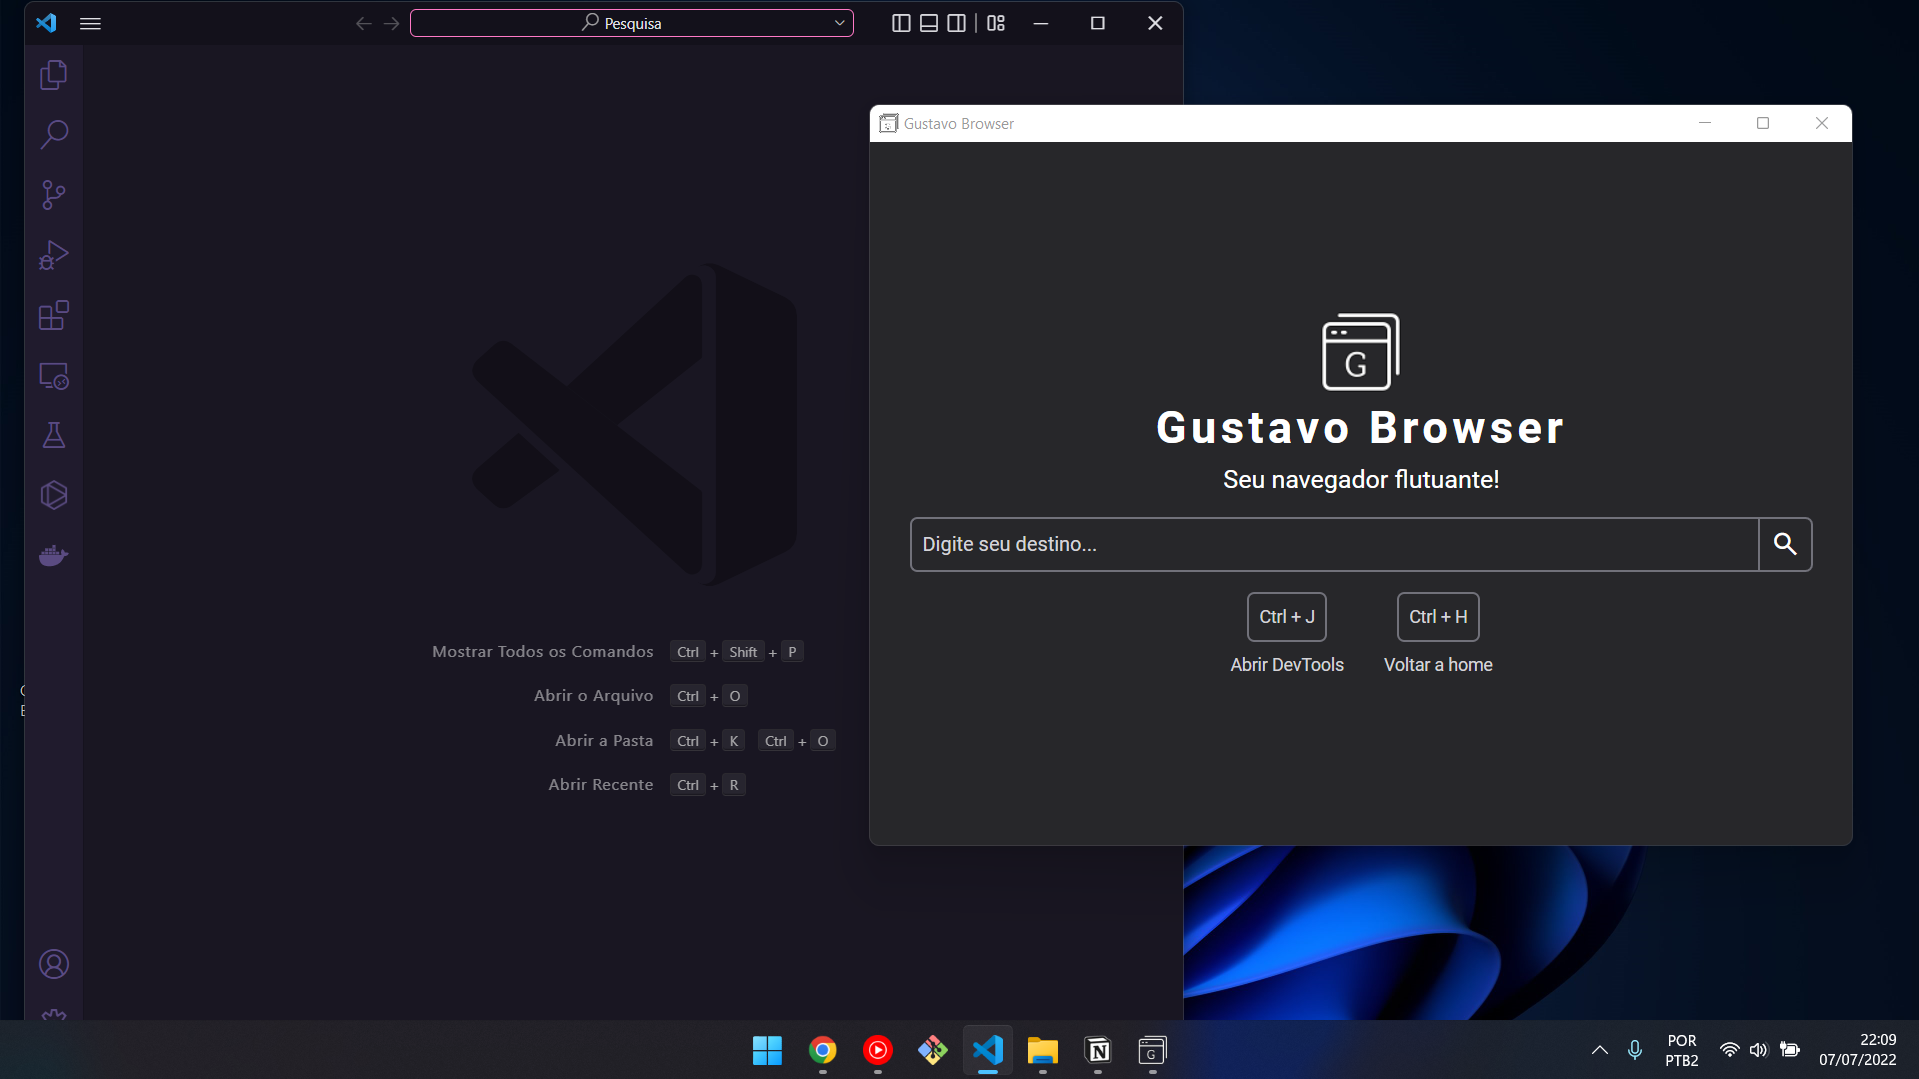 Pesquisa
Mostrar Todos os Comandos Ctrl + Shift + P
Abrir o Arquivo Ctrl + O
Abrir a Pasta Ctrl + K Ctrl + O
Abrir Recente Ctrl + R
Gustavo Browser
G
Gustavo Browser
Seu navegador flutuante!
Digite seu destino...
Ctrl + J Ctrl + H
Abrir DevTools Voltar a home
POR
PTB2
22:09
07/07/2022